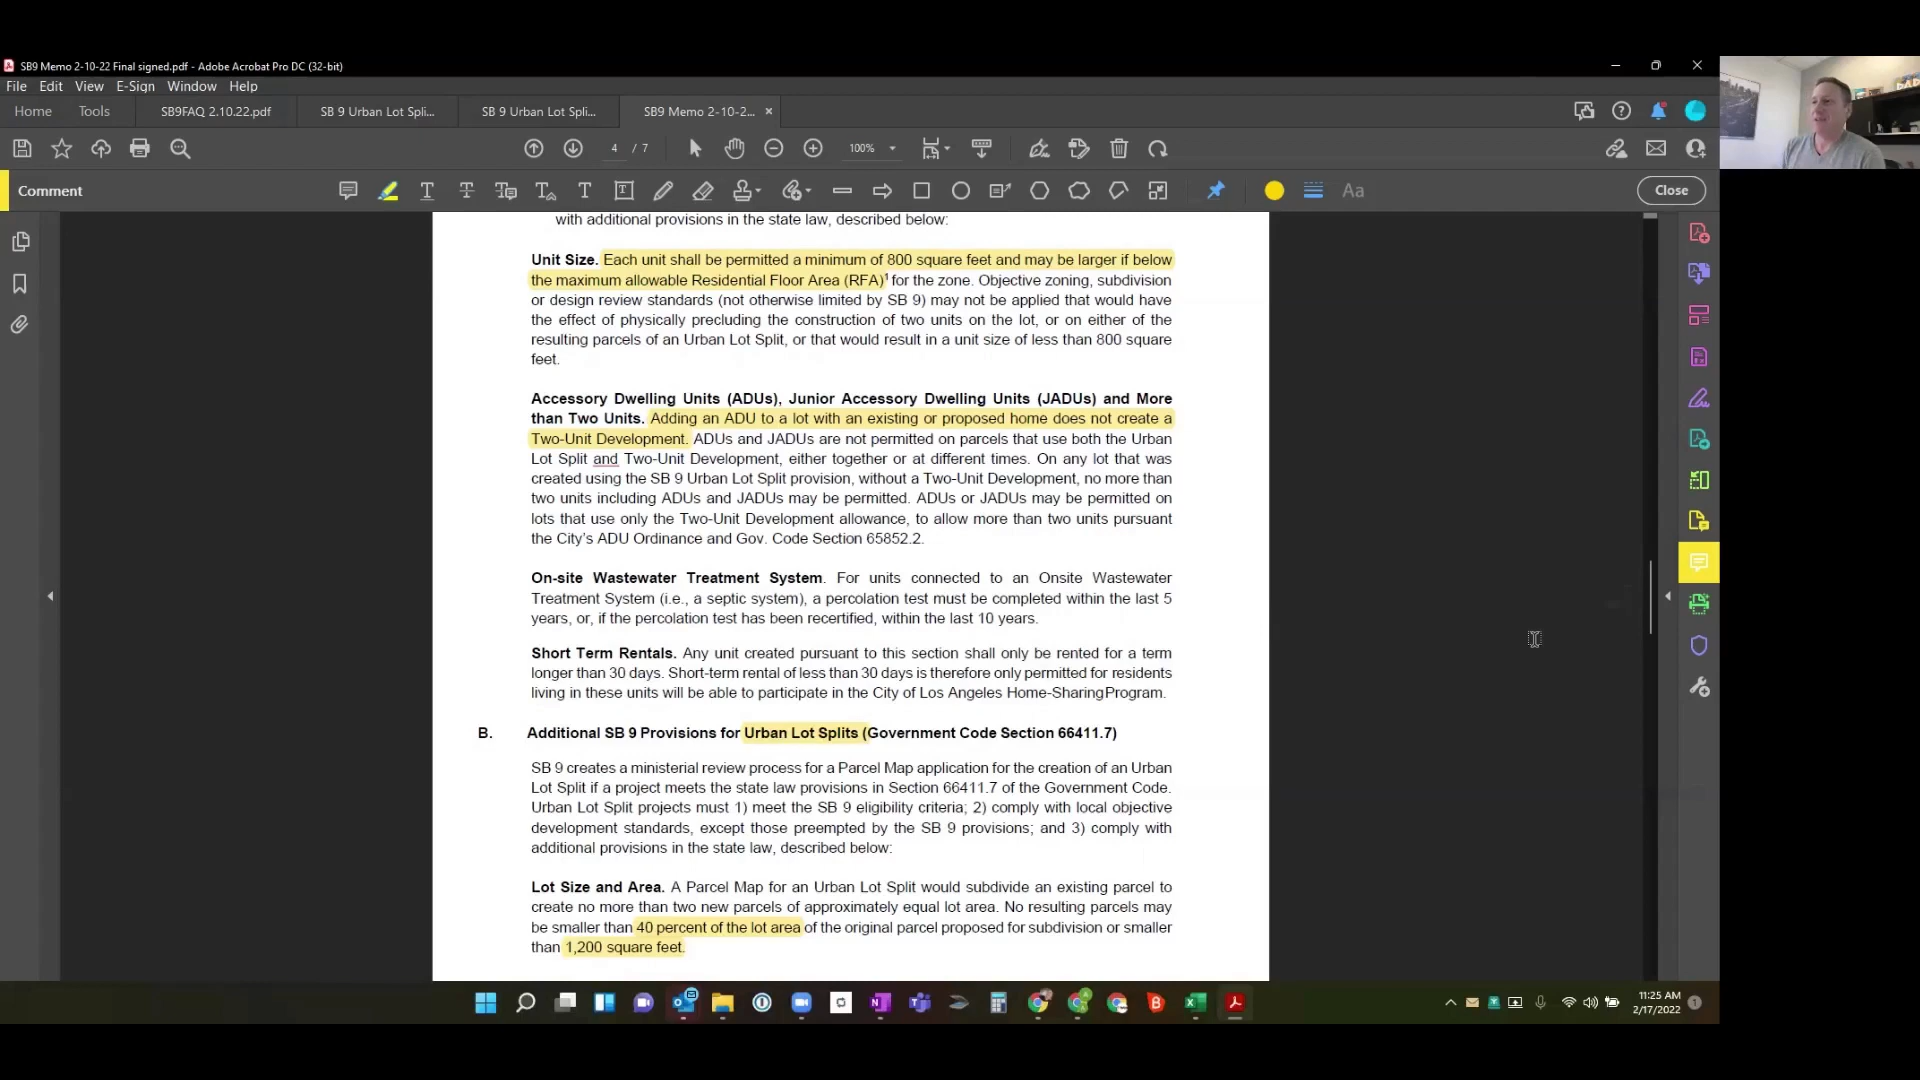 SB9 Memo 2-10-22 Final signed.pdf - Adobe Acrobat Pro DC (32-bit)
File Edit View E-Sign Window Help
Home Tools SB9FAQ 2.10.22.pdf SB 9 Urban Lot Spli... SB 9 Urban Lot Spli... SB9 Memo 2-10-2... ×
4 / 7 100%
Comment Aa Close
with additional provisions in the state law, described below:
Unit Size. Each unit shall be permitted a minimum of 800 square feet and may be larger if below
the maximum allowable Residential Floor Area (RFA)¹ for the zone. Objective zoning, subdivision
or design review standards (not otherwise limited by SB 9) may not be applied that would have
the effect of physically precluding the construction of two units on the lot, or on either of the
resulting parcels of an Urban Lot Split, or that would result in a unit size of less than 800 square
feet.
Accessory Dwelling Units (ADUs), Junior Accessory Dwelling Units (JADUs) and More
than Two Units. Adding an ADU to a lot with an existing or proposed home does not create a
Two-Unit Development. ADUs and JADUs are not permitted on parcels that use both the Urban
Lot Split and Two-Unit Development, either together or at different times. On any lot that was
created using the SB 9 Urban Lot Split provision, without a Two-Unit Development, no more than
two units including ADUs and JADUs may be permitted. ADUs or JADUs may be permitted on
lots that use only the Two-Unit Development allowance, to allow more than two units pursuant
the City's ADU Ordinance and Gov. Code Section 65852.2.
On-site Wastewater Treatment System. For units connected to an Onsite Wastewater
Treatment System (i.e., a septic system), a percolation test must be completed within the last 5
years, or, if the percolation test has been recertified, within the last 10 years.
Short Term Rentals. Any unit created pursuant to this section shall only be rented for a term
longer than 30 days. Short-term rental of less than 30 days is therefore only permitted for residents
living in these units will be able to participate in the City of Los Angeles Home-SharingProgram.
B. Additional SB 9 Provisions for Urban Lot Splits (Government Code Section 66411.7)
SB 9 creates a ministerial review process for a Parcel Map application for the creation of an Urban
Lot Split if a project meets the state law provisions in Section 66411.7 of the Government Code.
Urban Lot Split projects must 1) meet the SB 9 eligibility criteria; 2) comply with local objective
development standards, except those preempted by the SB 9 provisions; and 3) comply with
additional provisions in the state law, described below:
Lot Size and Area. A Parcel Map for an Urban Lot Split would subdivide an existing parcel to
create no more than two new parcels of approximately equal lot area. No resulting parcels may
be smaller than 40 percent of the lot area of the original parcel proposed for subdivision or smaller
than 1,200 square feet.
11:25 AM
2/17/2022